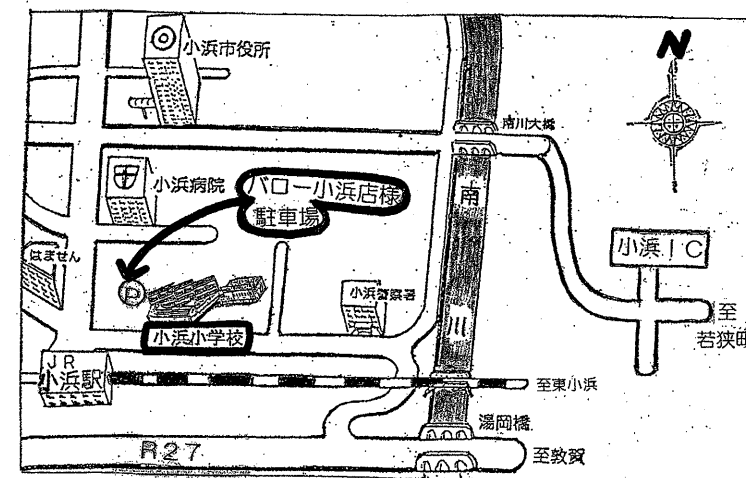 小浜市役所
N
南川大橋
小浜病院
バロー小浜店様
駐車場
南
川
小浜IC
はません
P
小浜警察署
至
若狭町
小浜小学校
JR
小浜駅
至東小浜
湯岡橋
R27
至敦賀